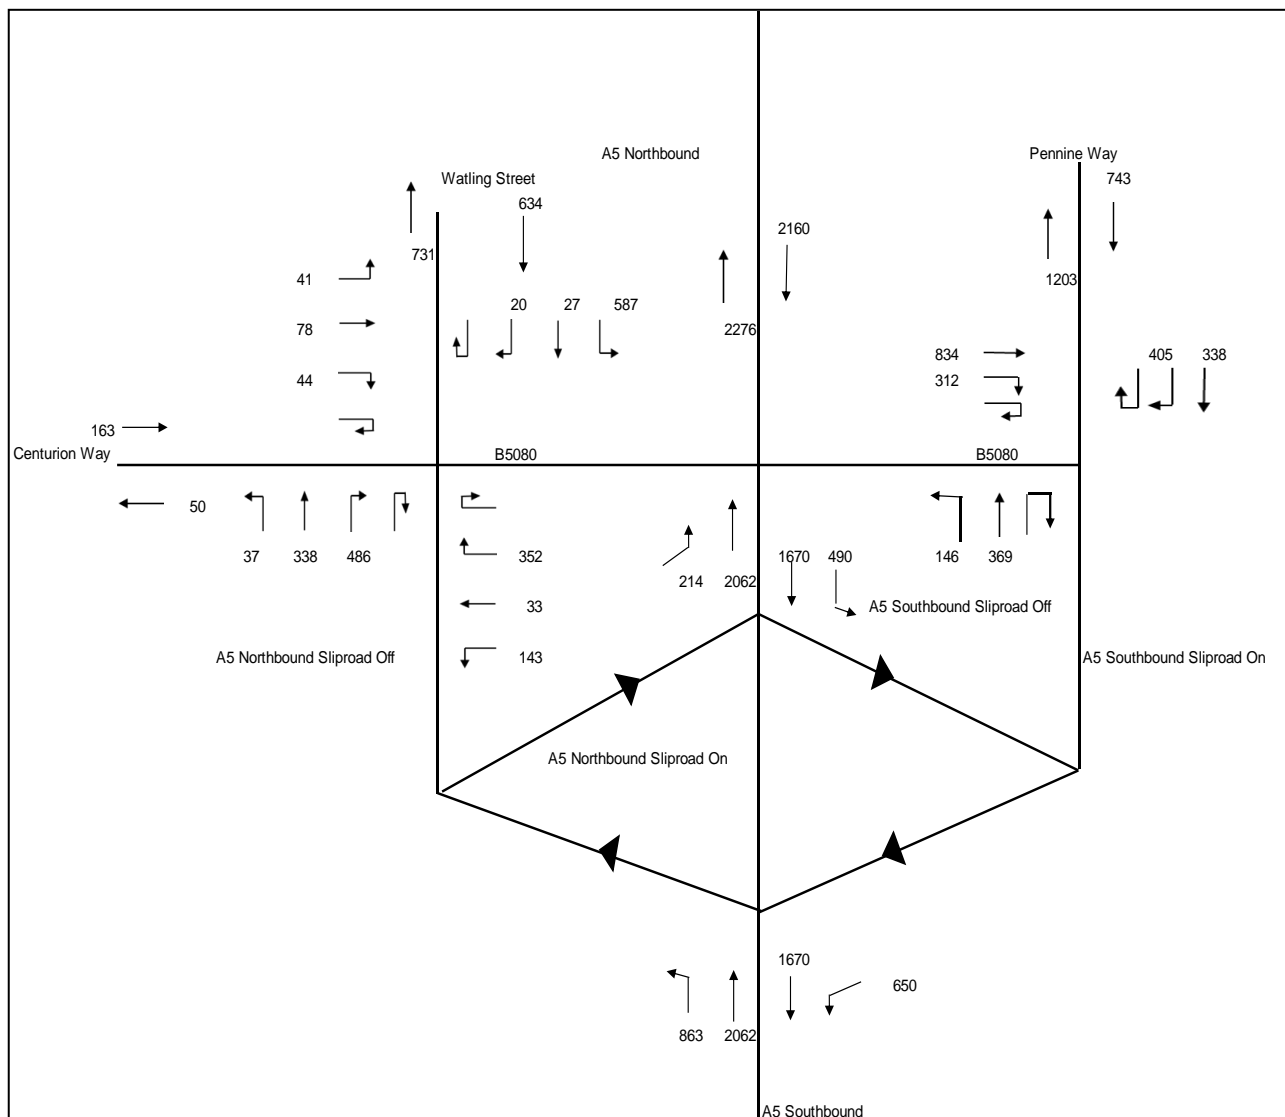 A5 Northbound
Pennine Way
Watling Street
743
634
2160
731
41
1203
20 27 587
78
2276
834 405 338
44
312
163
Centurion Way
B5080
B5080
50
37 338 486
352
214 2062
1670 490
146 369
33
A5 Southbound Sliproad Off
A5 Northbound Sliproad Off
143
A5 Southbound Sliproad On
A5 Northbound Sliproad On
1670
650
863 2062
A5 Southbound